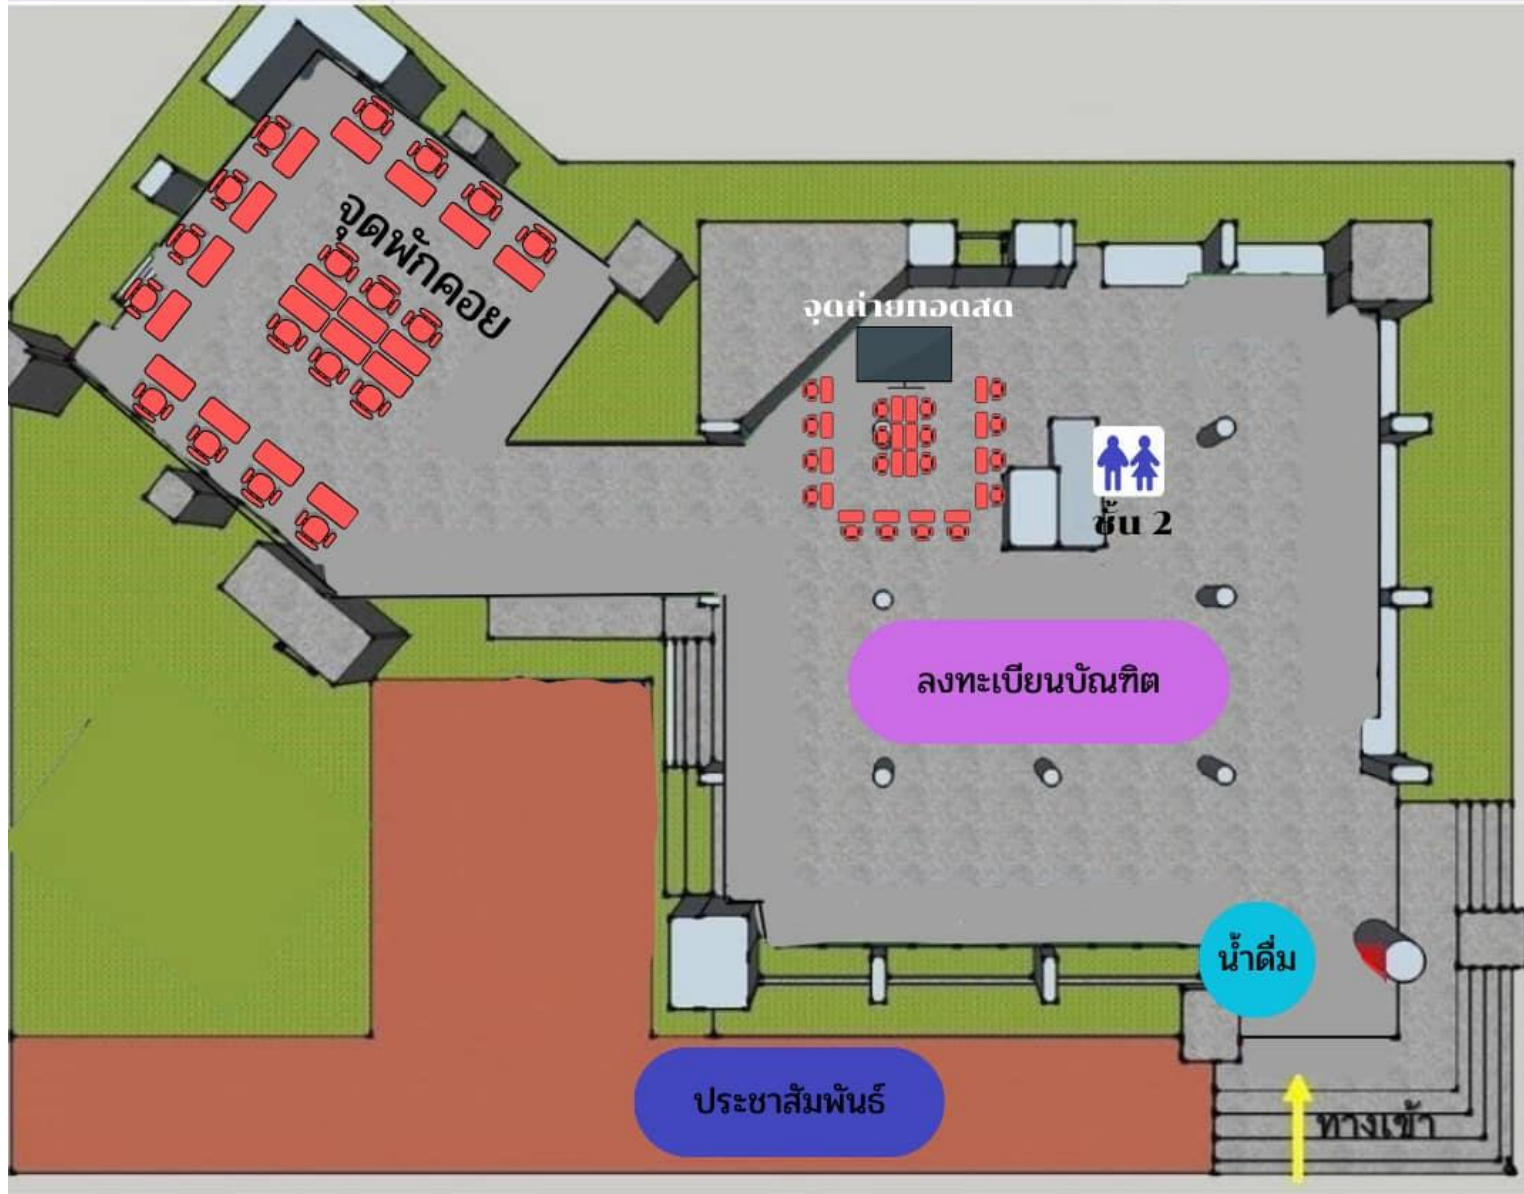 จุดพักคอย
จุดถ่ายทอดสด
ชั้น 2
ลงทะเบียนบัณฑิต
น้ำดื่ม
ประชาสัมพันธ์
ทางเข้า